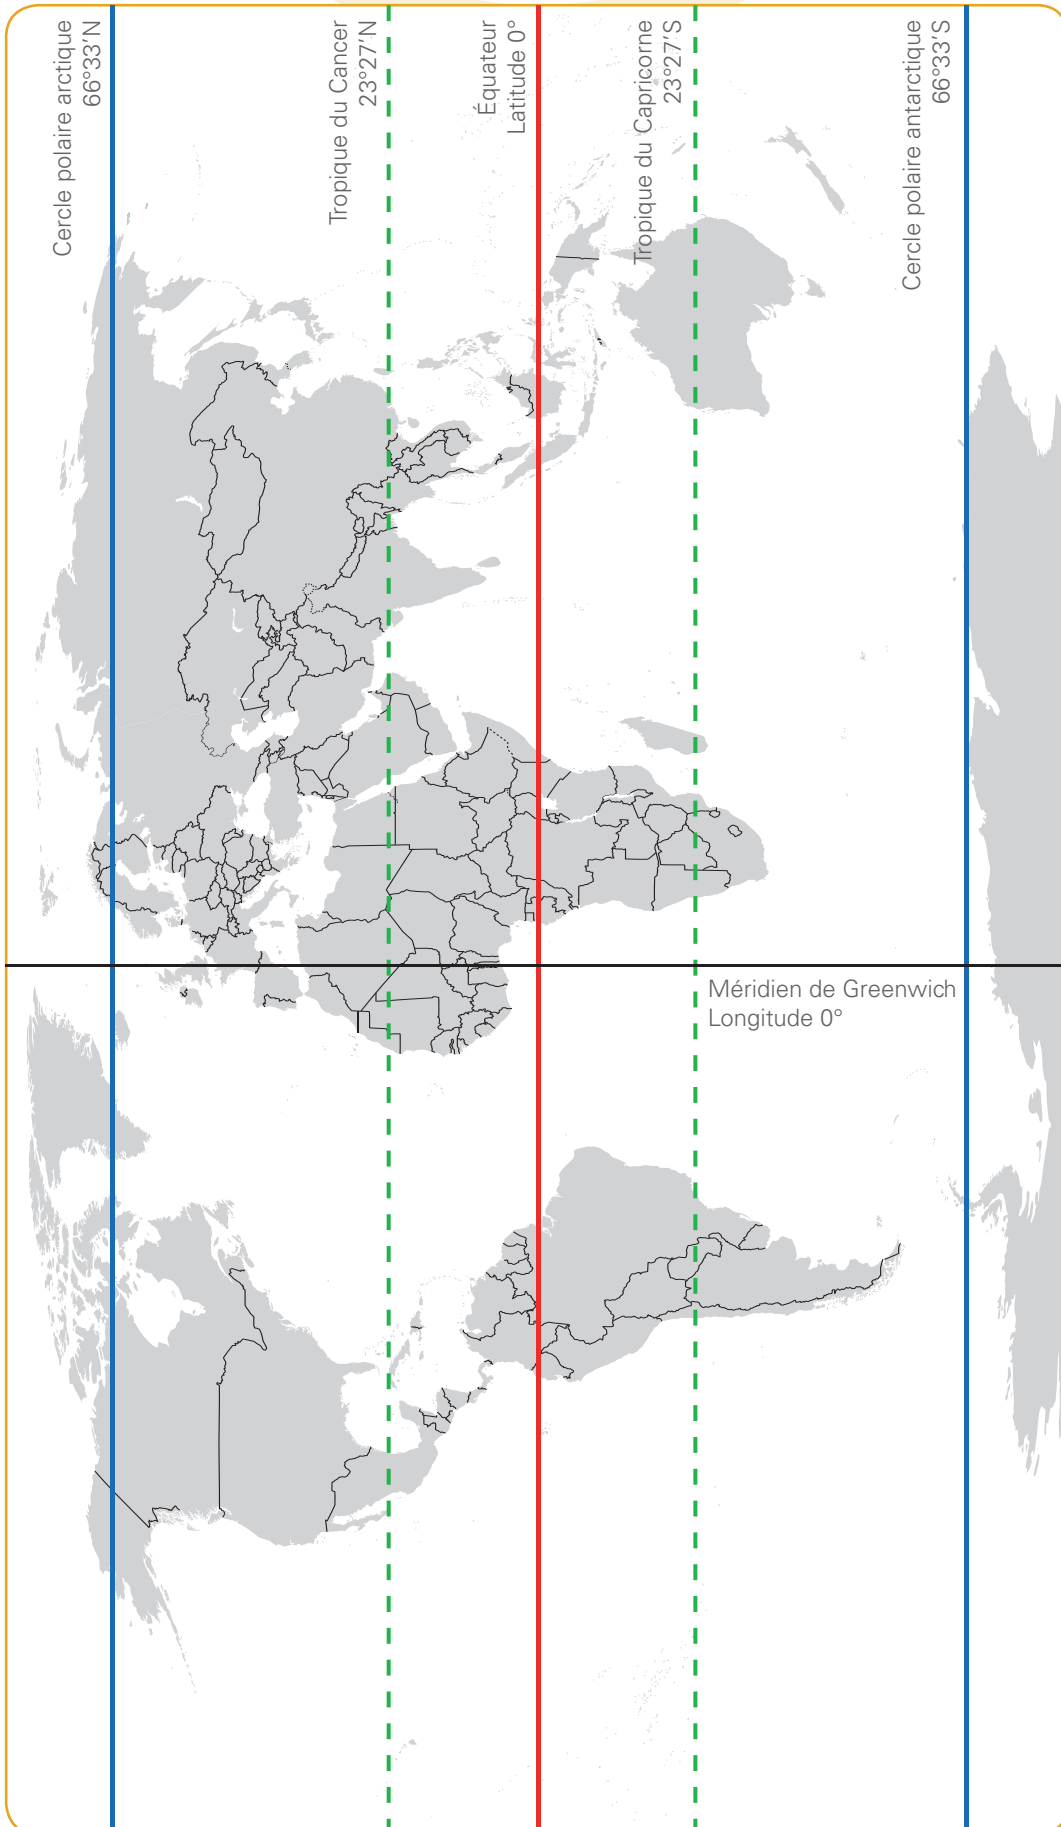 Cercle polaire arctique
66°33’N
Tropique du Cancer
23°27’N
Équateur
Latitude 0°
Tropique du Capricorne
23°27’S
Cercle polaire antarctique
66°33’S
Méridien de Greenwich
Longitude 0°